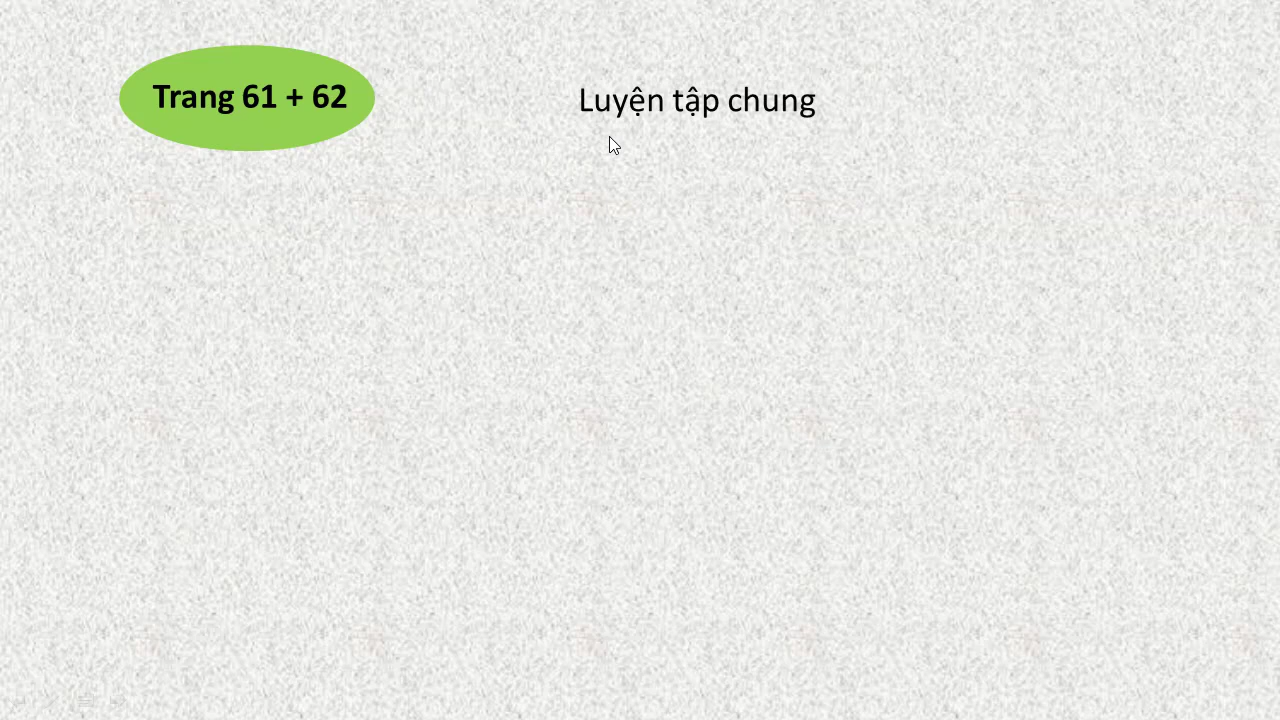 Trang 61 + 62
Luyện tập chung